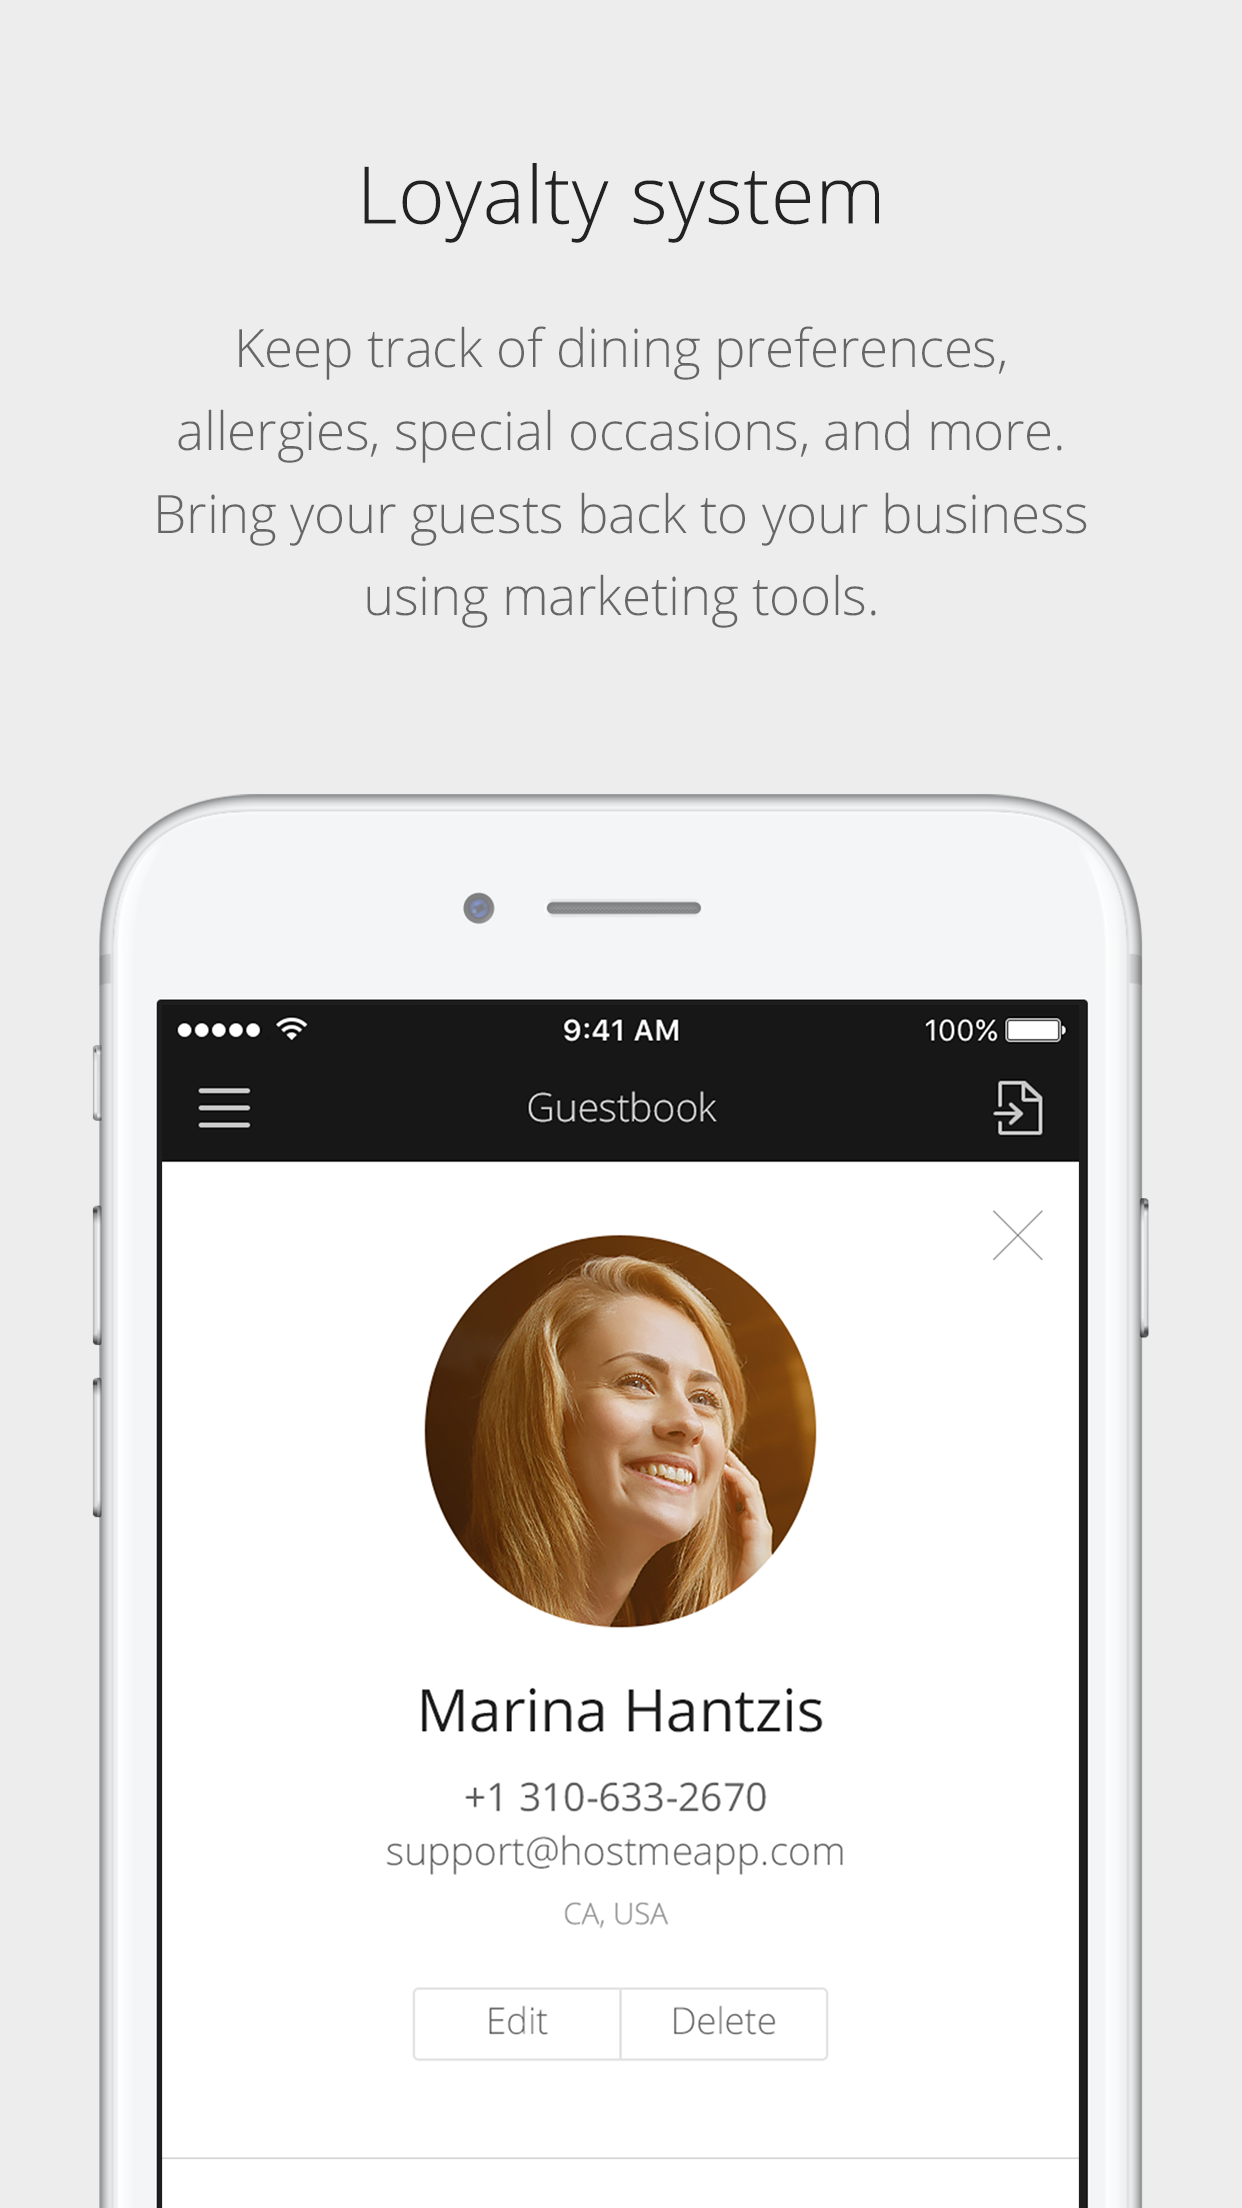 Loyalty system
Keep track of dining preferences,
allergies, special occasions, and more.
Bring your guests back to your business
using marketing tools.
9:41 AM
100%
Guestbook
Marina Hantzis
+1 310-633-2670
support@hostmeapp.com
CA, USA
Edit
Delete